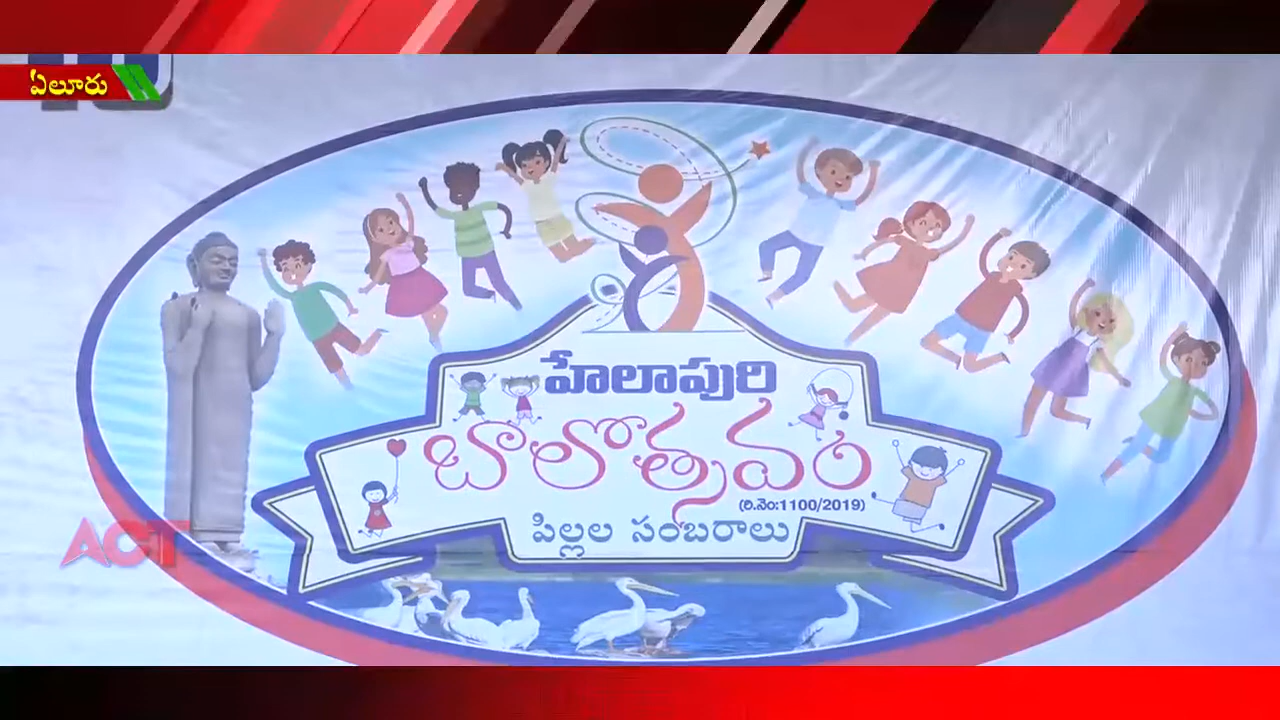 ఏలూరు
హేలాపురి
బాలోత్సవం
(రి.నెం:1100/2019)
పిల్లల సంబరాలు
ACT